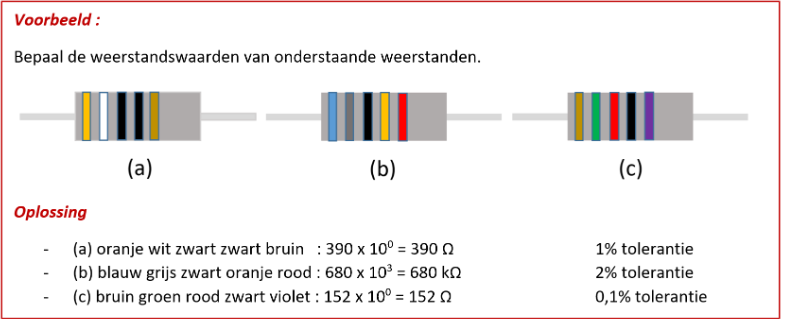 Voorbeeld :
Bepaal de weerstandswaarden van onderstaande weerstanden.
(a) (b) (c)
Oplossing
- (a) oranje wit zwart zwart bruin : 390 x 10⁰ = 390 Ω 1% tolerantie
- (b) blauw grijs zwart oranje rood : 680 x 10³ = 680 kΩ 2% tolerantie
- (c) bruin groen rood zwart violet : 152 x 10⁰ = 152 Ω 0,1% tolerantie